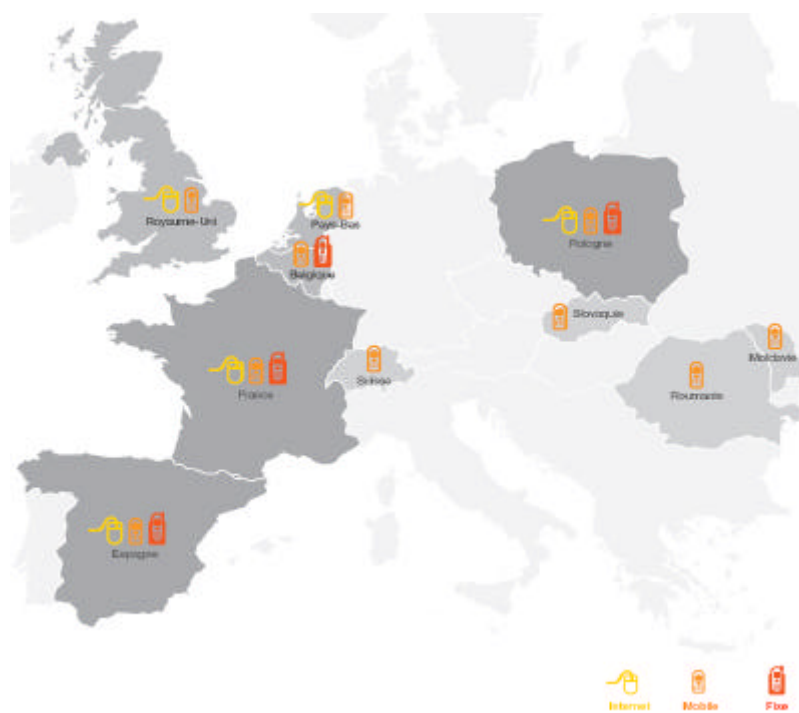 Royaume-Uni
Pays-Bas
Belgique
Pologne
Slovaquie
Moldavie
Suisse
Roumanie
France
Espagne
Internet
Mobile
Fixe